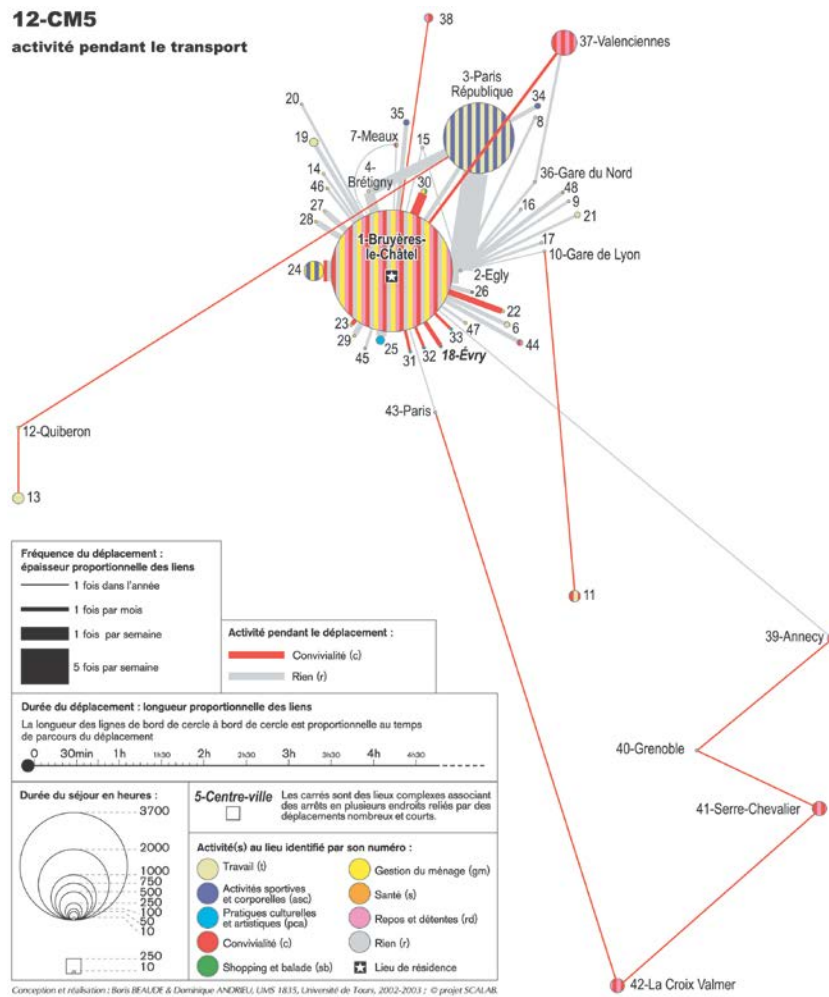 12-CM5
activité pendant le transport
38
37-Valenciennes
3-Paris
République
20
35
34
8
19
7-Meaux
15
14
4-
Brétigny
30
36-Gare du Nord
46
48
16
9
27
21
28
1-Bruyères-
le-Châtel
17
10-Gare de Lyon
24
2-Egly
26
22
23
47
6
29
33
44
45
25
31
32
18-Évry
43-Paris
12-Quiberon
13
11
39-Annecy
40-Grenoble
41-Serre-Chevalier
42-La Croix Valmer
Fréquence du déplacement :
épaisseur proportionnelle des liens
1 fois dans l'année
1 fois par mois
1 fois par semaine
5 fois par semaine
Activité pendant le déplacement :
Convivialité (c)
Rien (r)
Durée du déplacement : longueur proportionnelle des liens
La longueur des lignes de bord de cercle à bord de cercle est proportionnelle au temps
de parcours du déplacement
0 30min 1h 1h30 2h 2h30 3h 3h30 4h 4h30
Durée du séjour en heures :
3700
2000
1000
750
500
250
100
50
10
250
10
5-Centre-ville
Les carrés sont des lieux complexes associant
des arrêts en plusieurs endroits reliés par des
déplacements nombreux et courts.
Activité(s) au lieu identifié par son numéro :
Travail (t)
Gestion du ménage (gm)
Activités sportives
et corporelles (asc)
Santé (s)
Pratiques culturelles
et artistiques (pca)
Repos et détentes (rd)
Convivialité (c)
Rien (r)
Shopping et balade (sb)
Lieu de résidence
Conception et réalisation : Boris BEAUDE & Dominique ANDRIEU, UMS 1835, Université de Tours, 2002-2003 ; © projet SCALAB.